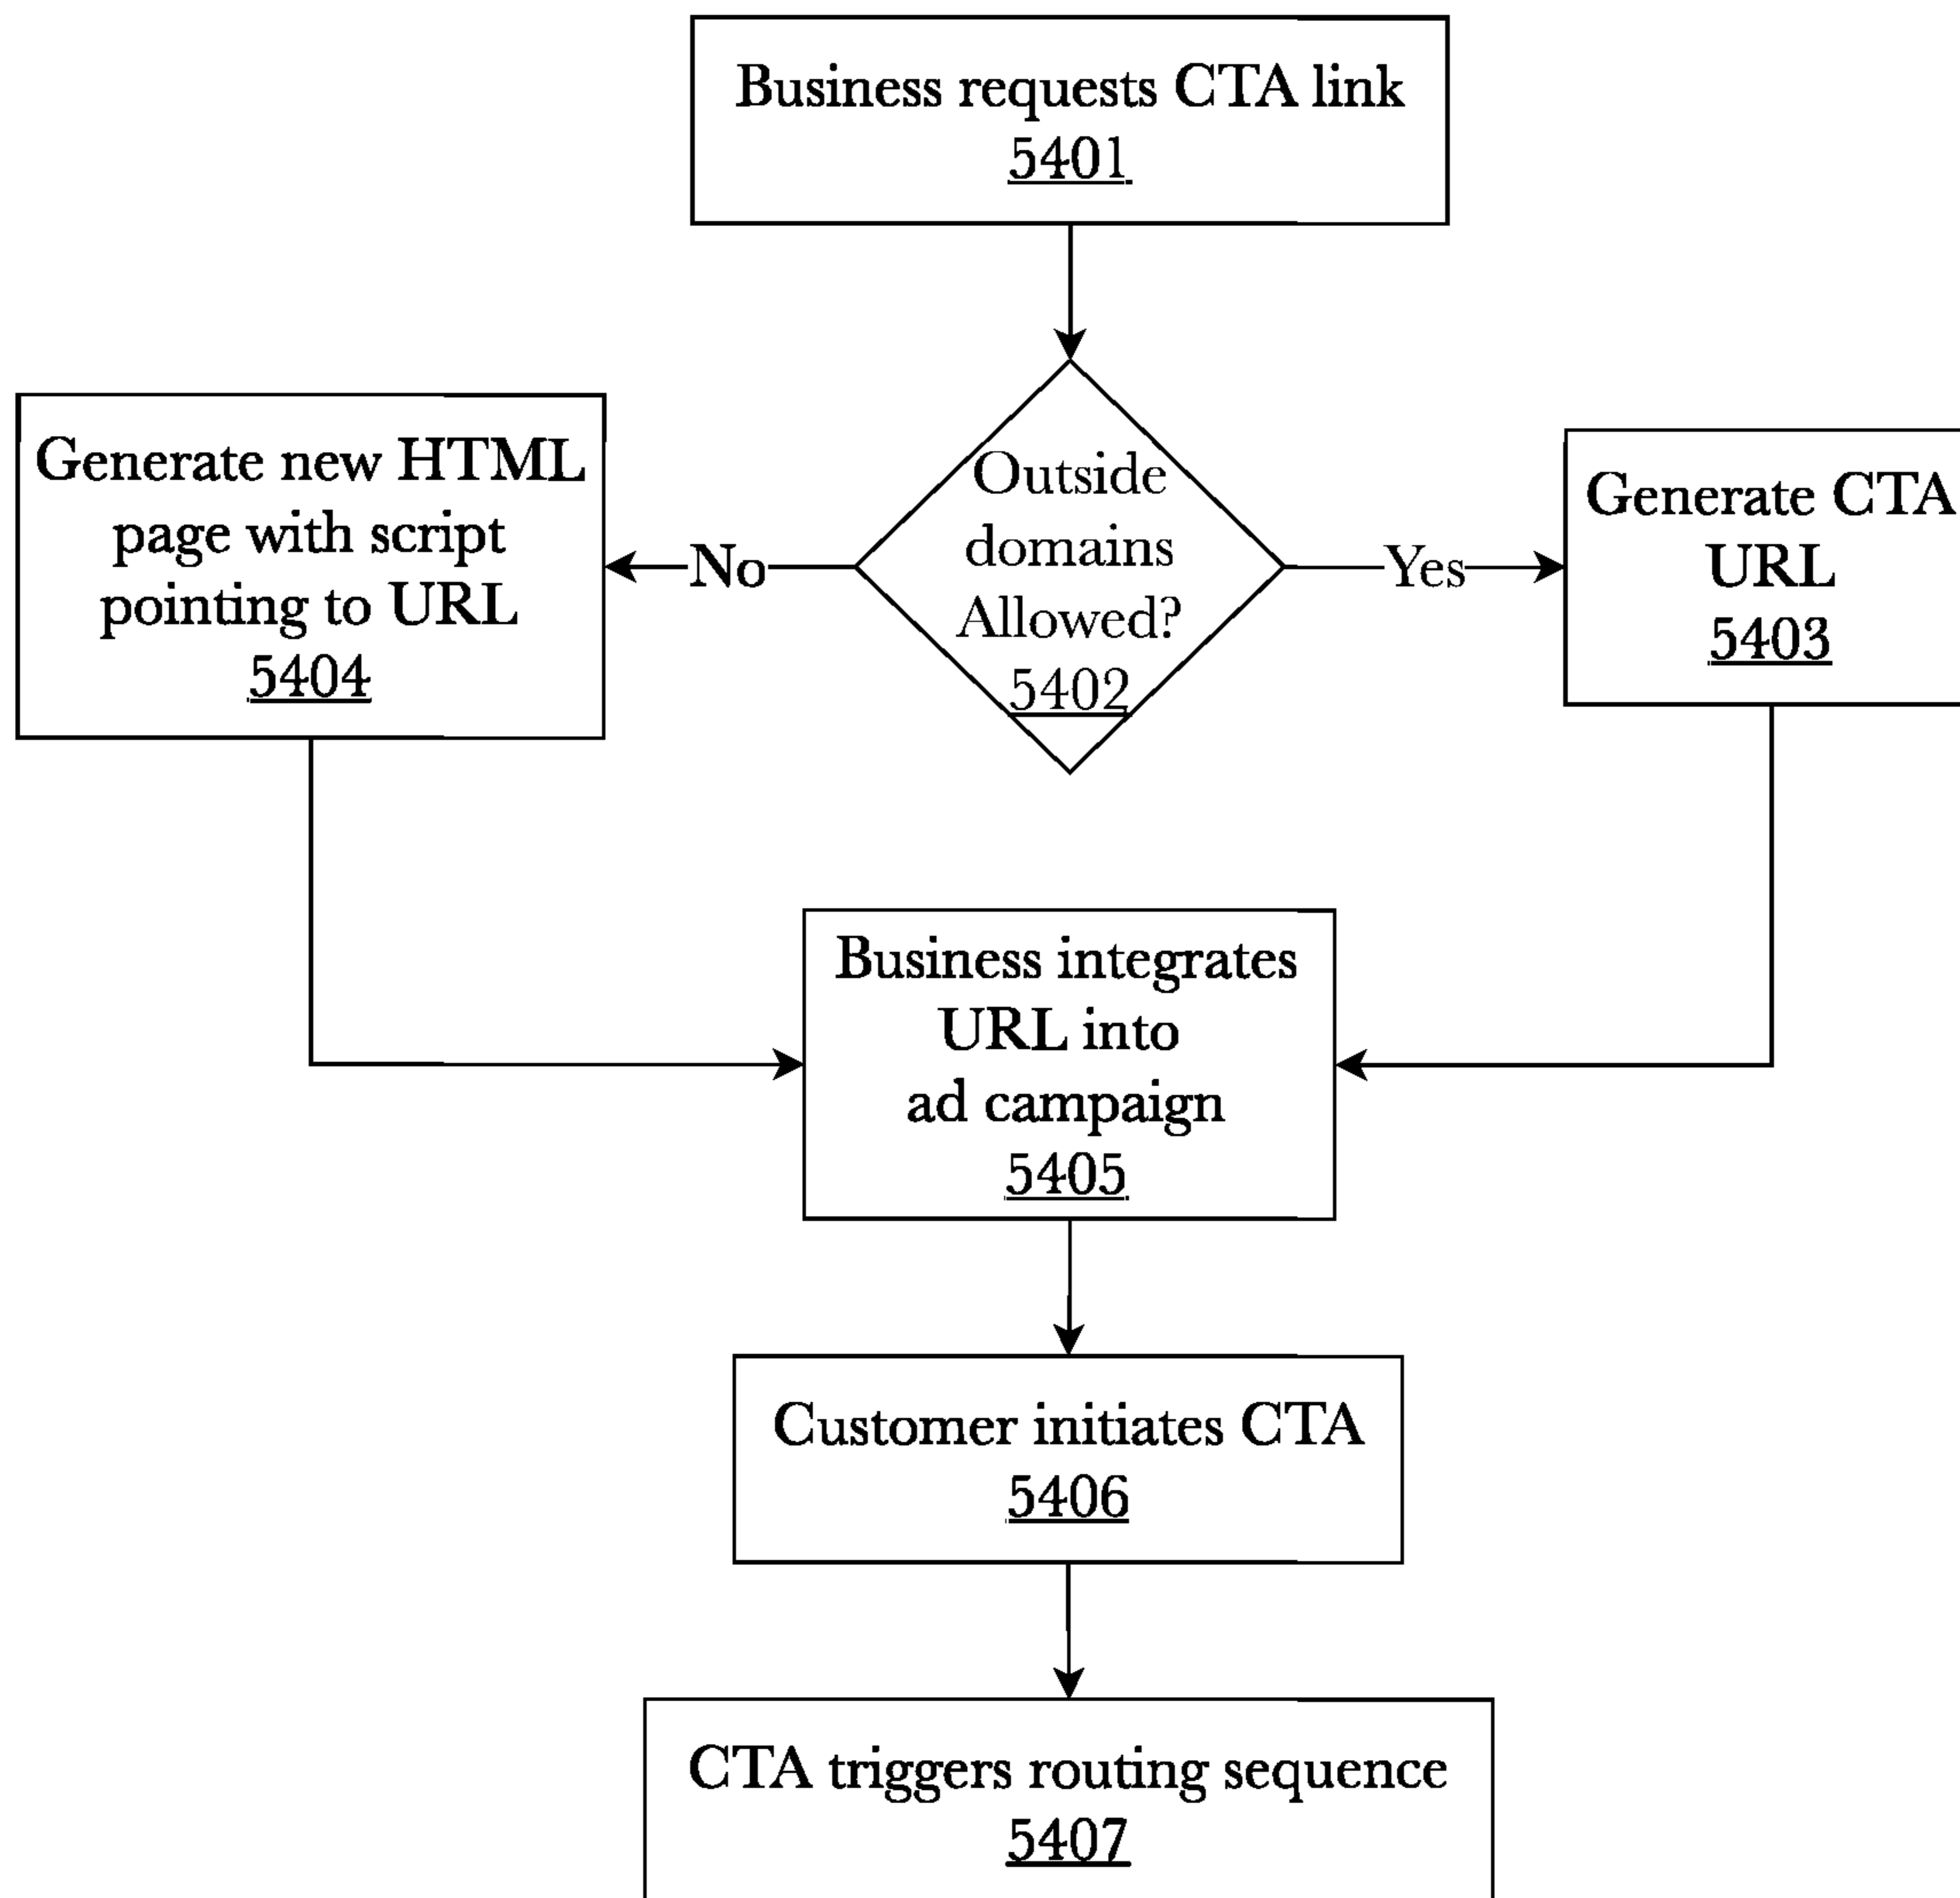 Business requests CTA link
5401
Outside
domains
Allowed?
5402
No
Yes
Generate new HTML
page with script
pointing to URL
5404
Generate CTA
URL
5403
Business integrates
URL into
ad campaign
5405
Customer initiates CTA
5406
CTA triggers routing sequence
5407